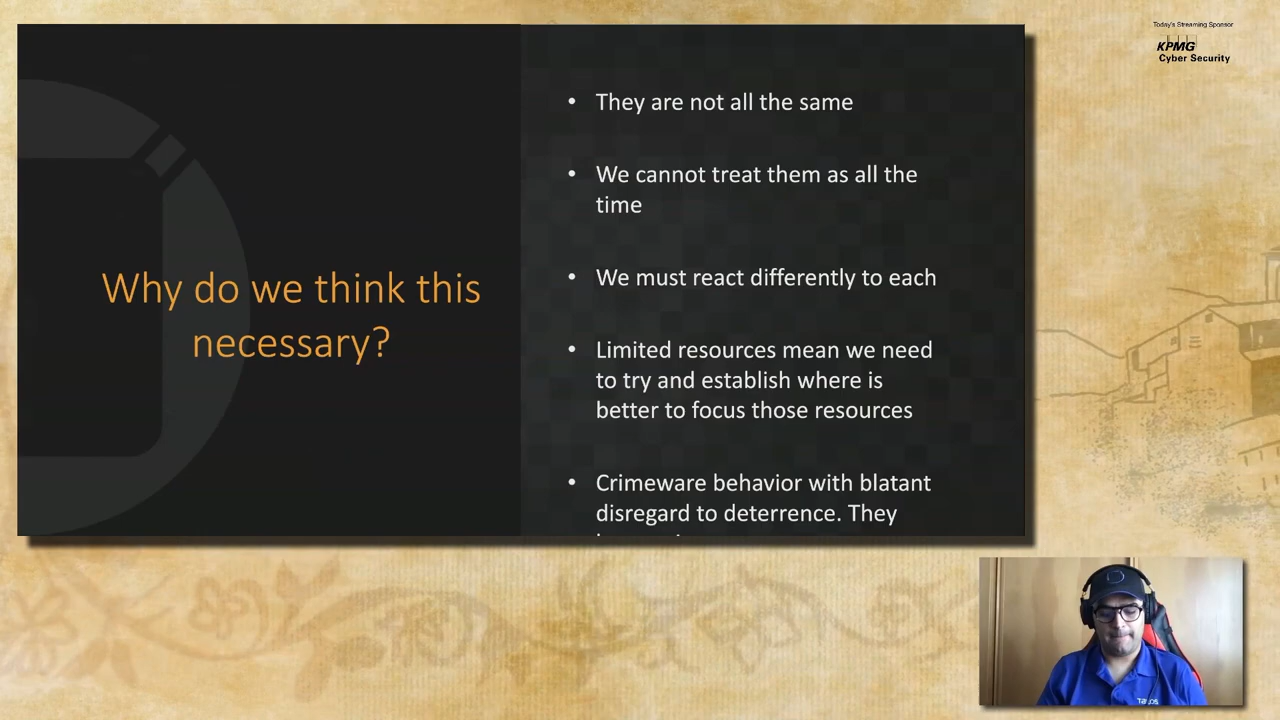 Today's Streaming Sponsor
KPMG
Cyber Security
Why do we think this
necessary?
• They are not all the same
• We cannot treat them as all the
time
• We must react differently to each
• Limited resources mean we need
to try and establish where is
better to focus those resources
• Crimeware behavior with blatant
disregard to deterrence. They
Talos